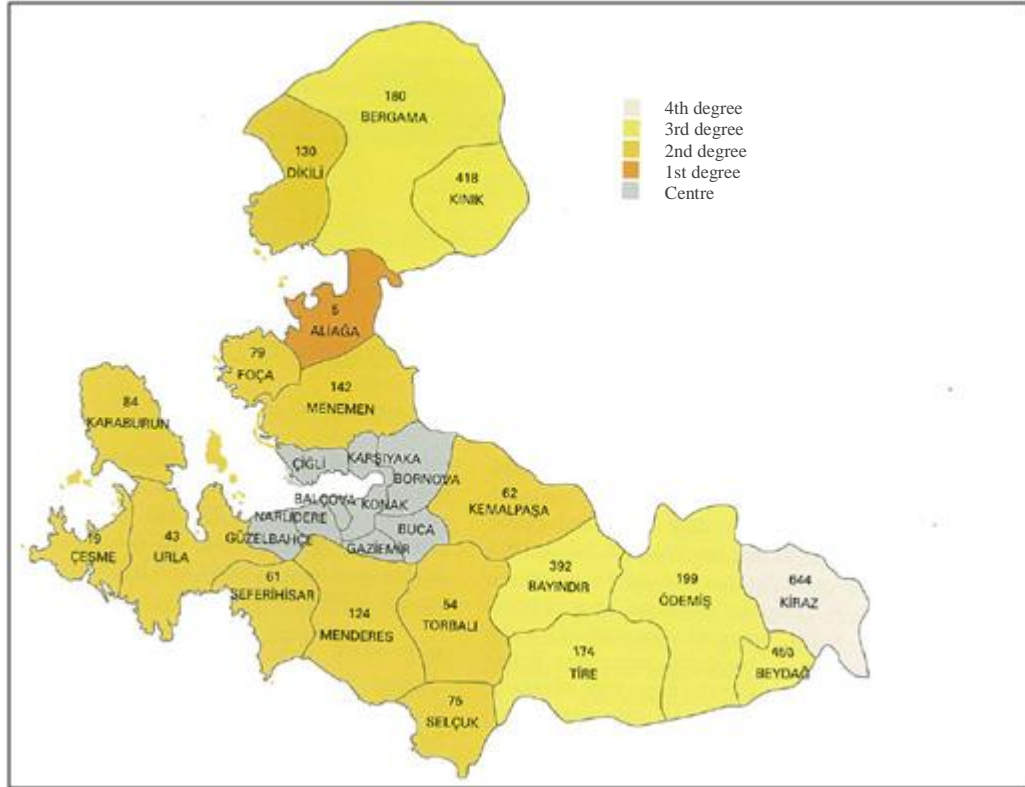 180
BERGAMA
4th degree
3rd degree
2nd degree
1st degree
Centre
130
DİKİLİ
418
KINIK
5
ALİAĞA
79
FOÇA
142
MENEMEN
84
KARABURUN
ÇİĞLİ
KARŞIYAKA
BORNOVA
62
KEMALPAŞA
BALÇOVA
KONAK
NARLIDERE
BUCA
GÜZELBAHÇE
GAZİEMİR
19
ÇEŞME
43
URLA
61
SEFERİHİSAR
124
MENDERES
54
TORBALI
392
BAYINDIR
199
ÖDEMİŞ
644
KİRAZ
174
TİRE
BEYDAĞ
75
SELÇUK